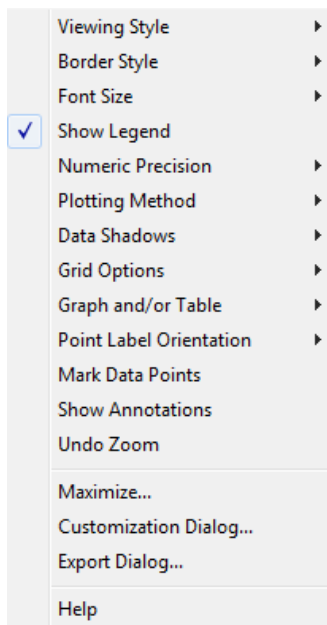 Viewing Style
Border Style
Font Size
Show Legend
Numeric Precision
Plotting Method
Data Shadows
Grid Options
Graph and/or Table
Point Label Orientation
Mark Data Points
Show Annotations
Undo Zoom
Maximize...
Customization Dialog...
Export Dialog...
Help